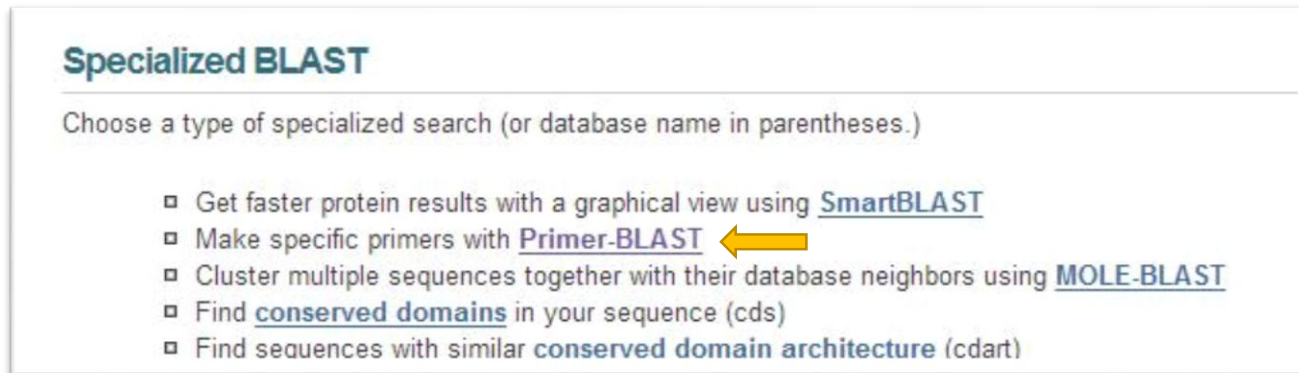 Specialized BLAST
Choose a type of specialized search (or database name in parentheses.)
Get faster protein results with a graphical view using SmartBLAST
Make specific primers with Primer-BLAST
Cluster multiple sequences together with their database neighbors using MOLE-BLAST
Find conserved domains in your sequence (cds)
Find sequences with similar conserved domain architecture (cdart)